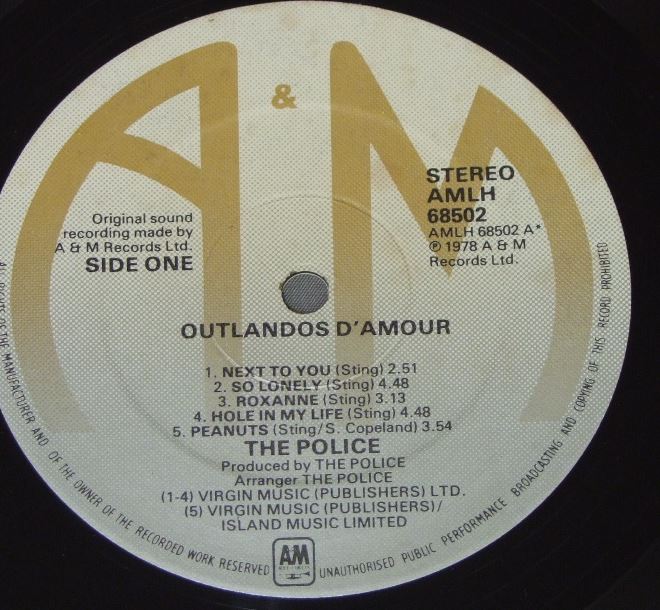 A & M
STEREO
AMLH
68502
AMLH 68502 A*
℗ 1978 A & M
Records Ltd.
Original sound
recording made by
A & M Records Ltd.
SIDE ONE
OUTLANDOS D'AMOUR
1. NEXT TO YOU (Sting) 2.51
2. SO LONELY (Sting) 4.48
3. ROXANNE (Sting) 3.13
4. HOLE IN MY LIFE (Sting) 4.48
5. PEANUTS (Sting/S. Copeland) 3.54
THE POLICE
Produced by THE POLICE
Arranger THE POLICE
(1-4) VIRGIN MUSIC (PUBLISHERS) LTD.
(5) VIRGIN MUSIC (PUBLISHERS)/
ISLAND MUSIC LIMITED
AM
ALL RIGHTS OF THE MANUFACTURER AND OF THE OWNER OF THE RECORDED WORK RESERVED
UNAUTHORISED PUBLIC PERFORMANCE BROADCASTING AND COPYING OF THIS RECORD PROHIBITED